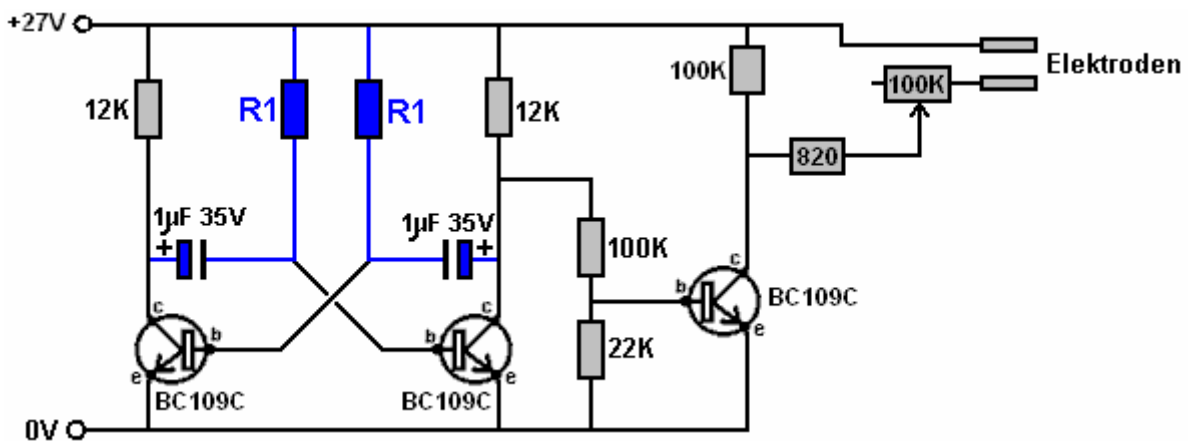 +27V
12K
R1
R1
12K
100K
100K
Elektroden
820
1µF 35V
+
1µF 35V
+
100K
22K
c
b
e
BC109C
c
b
e
BC109C
c
b
e
BC109C
0V